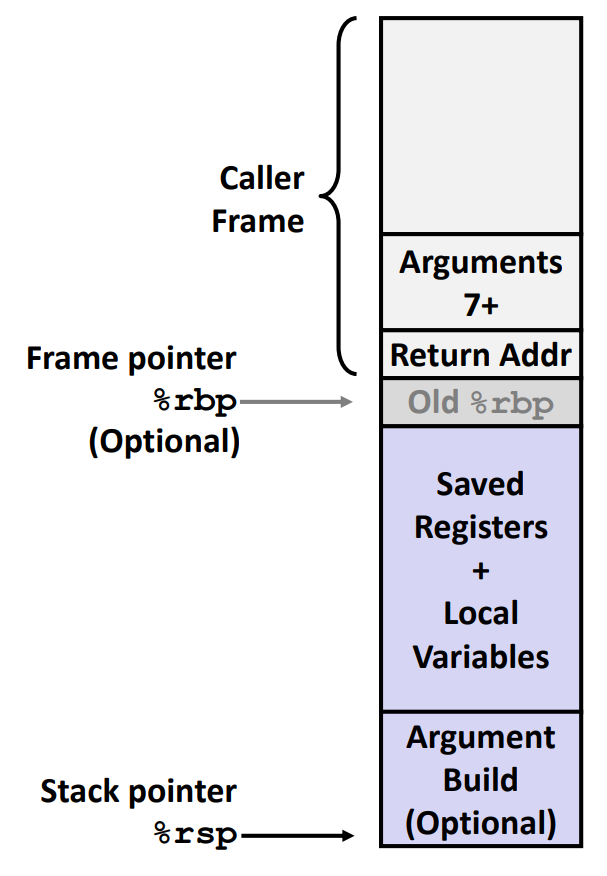 Caller
Frame
Arguments
7+
Return Addr
Frame pointer
%rbp
(Optional)
Old %rbp
Saved
Registers
+
Local
Variables
Argument
Build
(Optional)
Stack pointer
%rsp